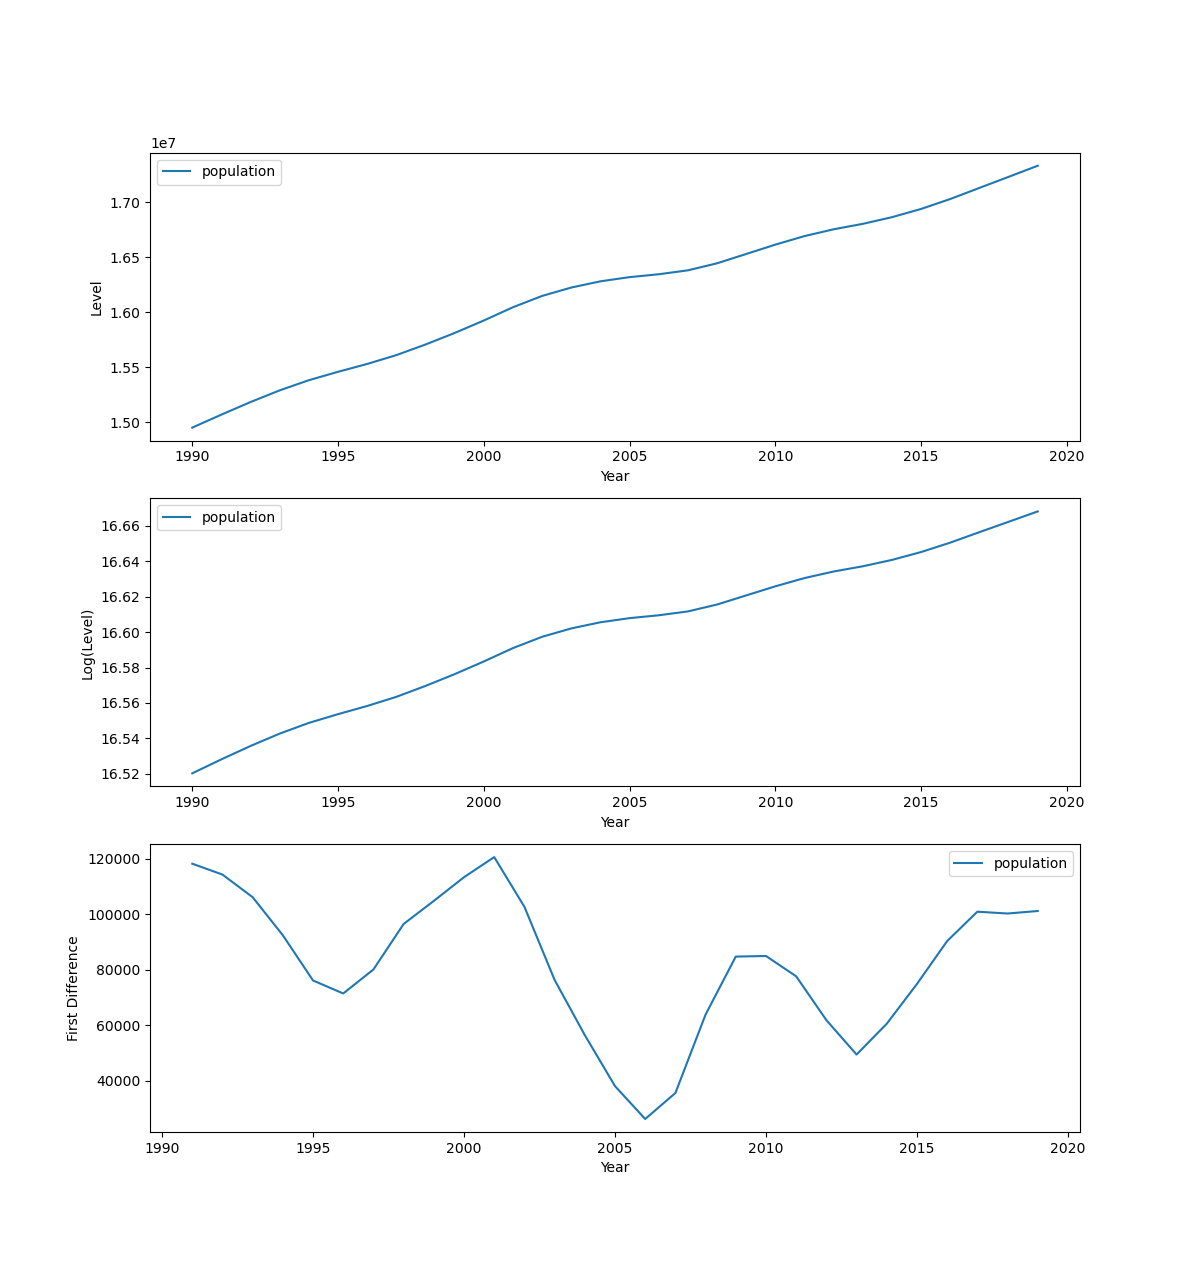 1e7
population
1.70
1.65
1.60
1.55
1.50
Level
1990 1995 2000 2005 2010 2015 2020
Year
population
16.66
16.64
16.62
16.60
16.58
16.56
16.54
16.52
Log(Level)
1990 1995 2000 2005 2010 2015 2020
Year
population
120000
100000
80000
60000
40000
First Difference
1990 1995 2000 2005 2010 2015 2020
Year